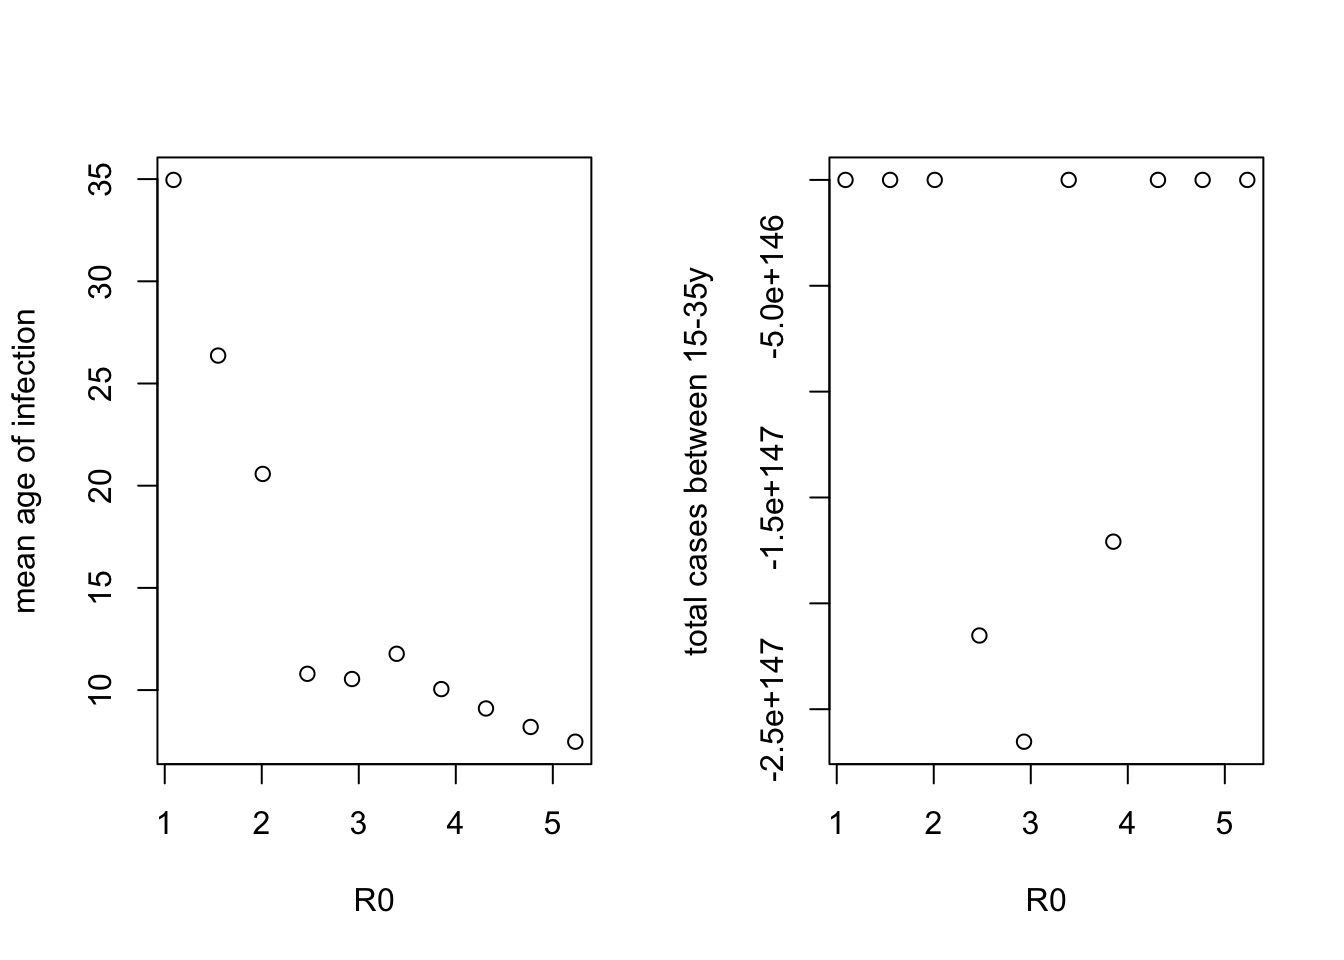 mean age of infection
35
30
25
20
15
10
1 2 3 4 5
R0
total cases between 15-35y
-5.0e+146
-1.5e+147
-2.5e+147
1 2 3 4 5
R0